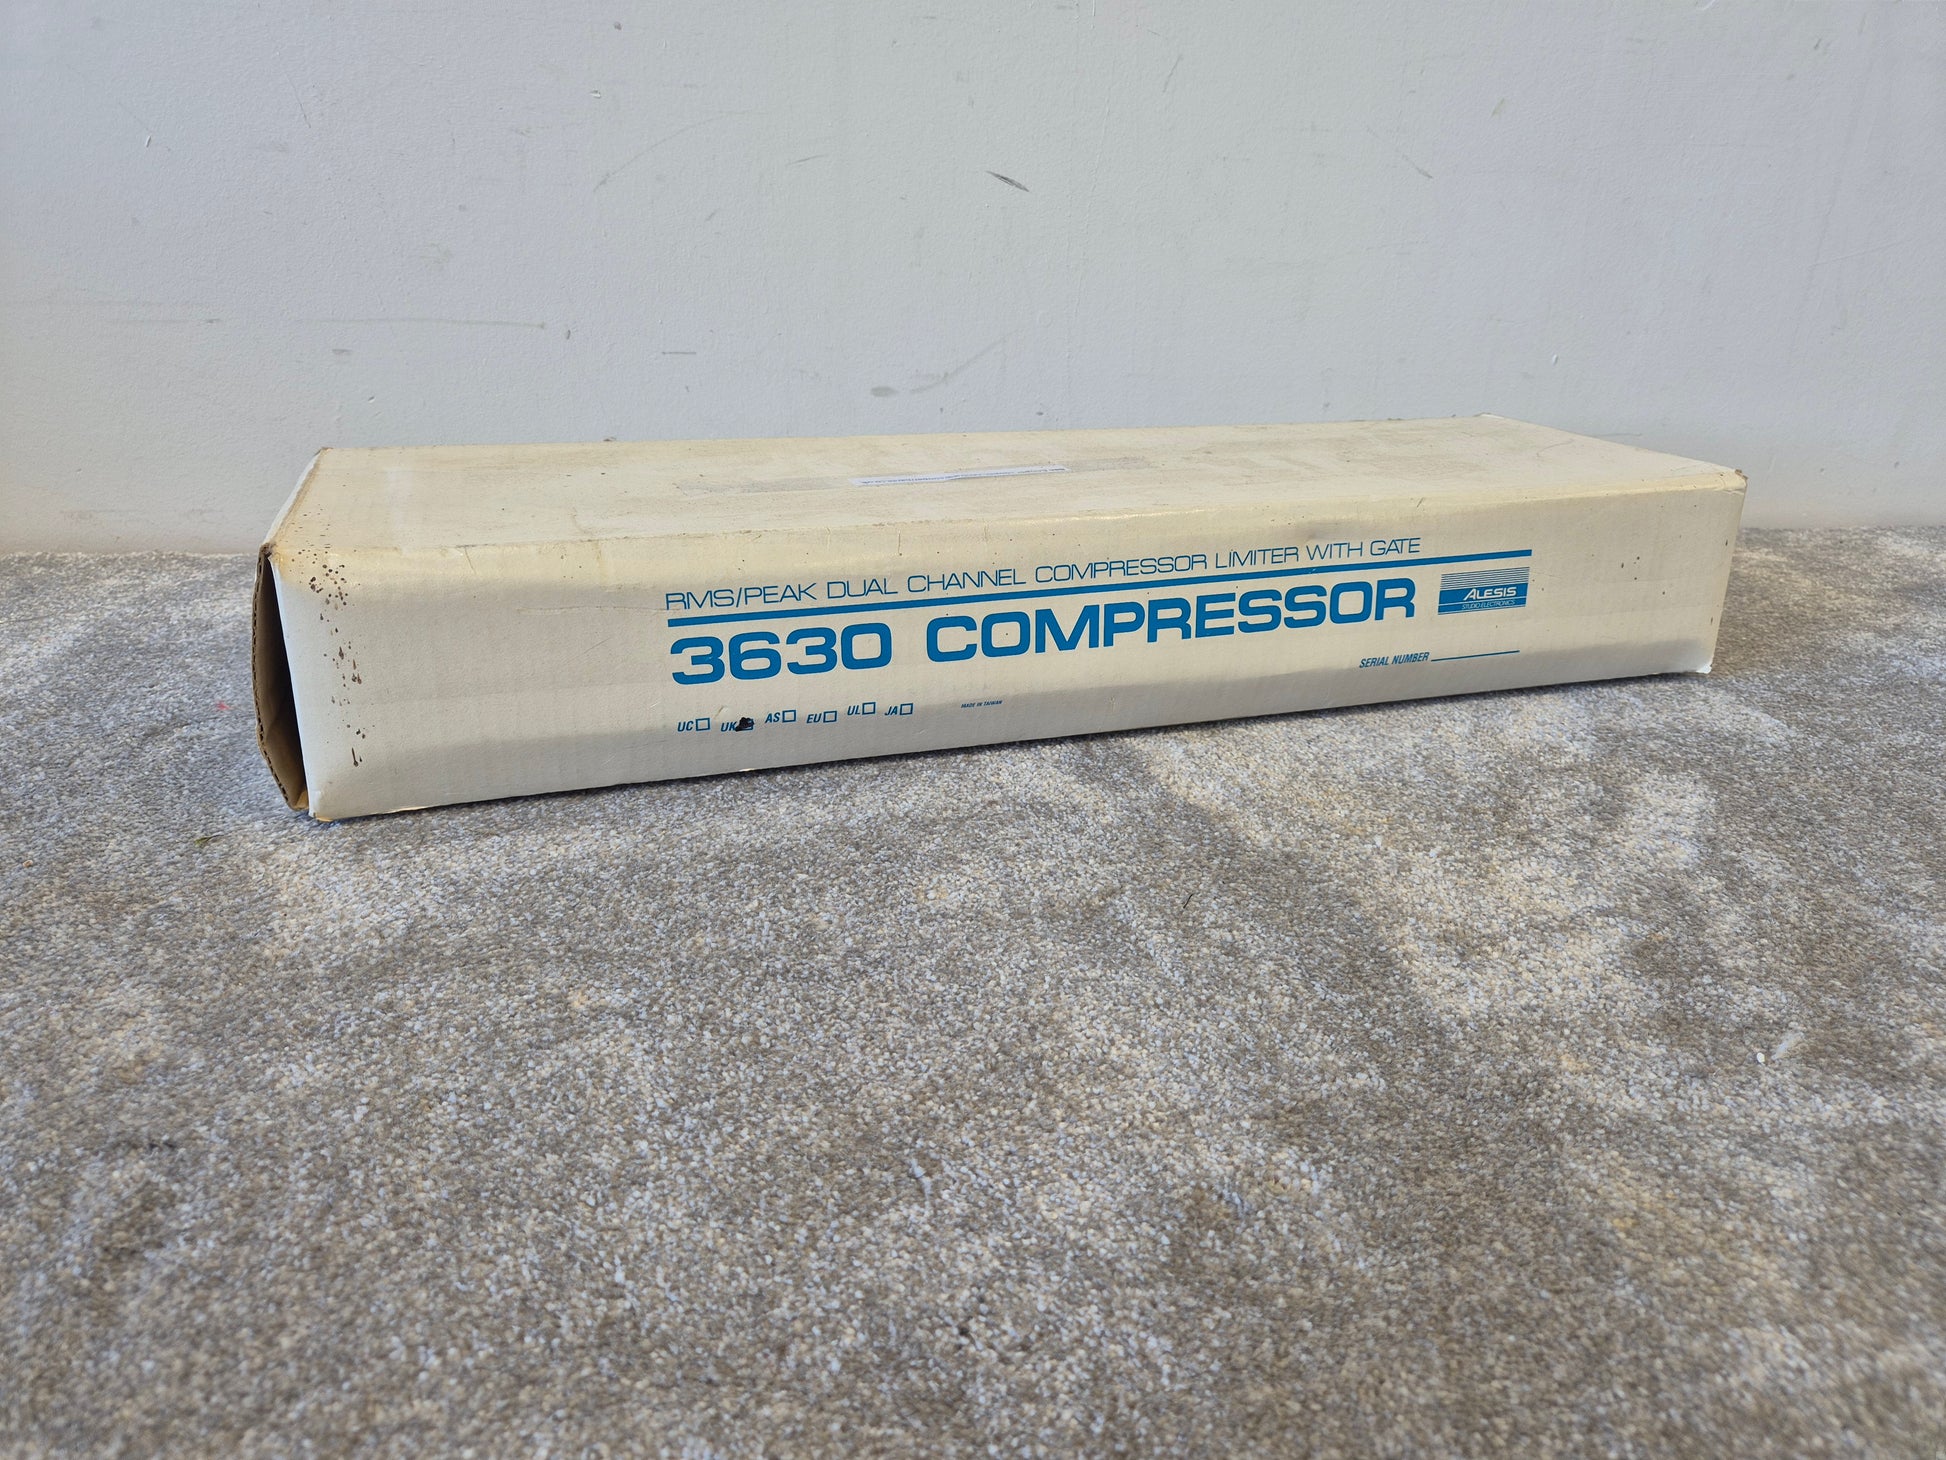 RMS/PEAK DUAL CHANNEL COMPRESSOR LIMITER WITH GATE
3630 COMPRESSOR
ALESIS
STUDIO ELECTRONICS
SERIAL NUMBER
UC UK AS EU UL JA
MADE IN TAIWAN